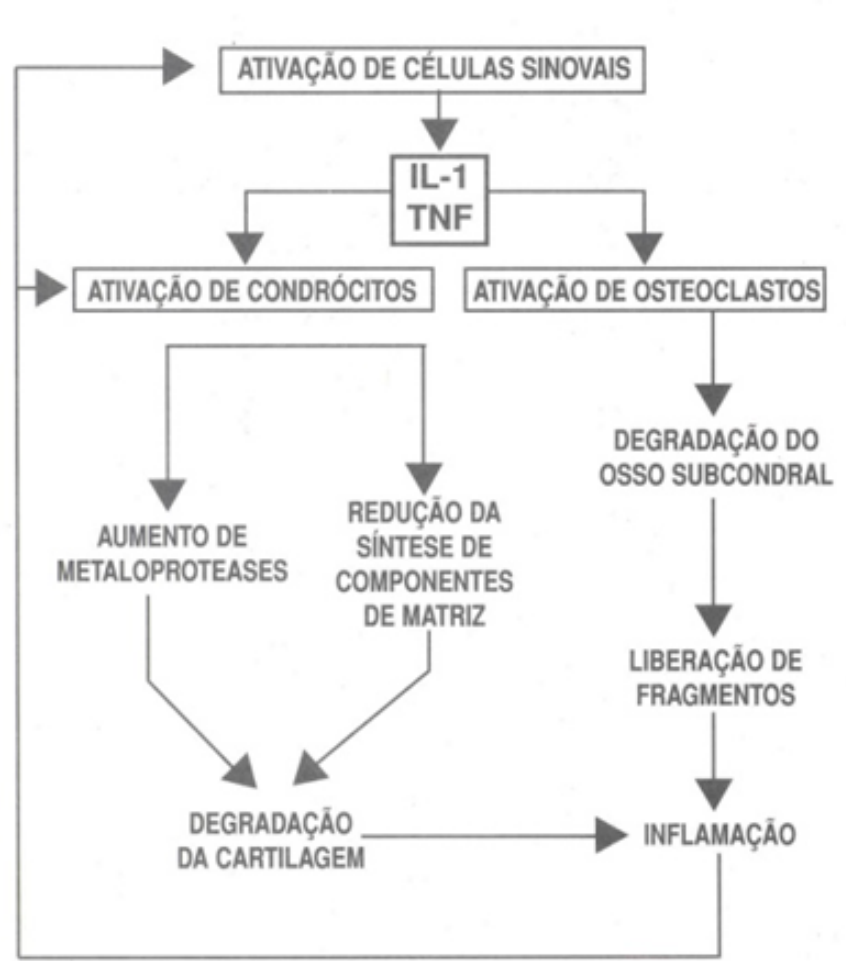 ATIVAÇÃO DE CÉLULAS SINOVAIS
IL-1
TNF
ATIVAÇÃO DE CONDRÓCITOS
ATIVAÇÃO DE OSTEOCLASTOS
DEGRADAÇÃO DO
OSSO SUBCONDRAL
AUMENTO DE
METALOPROTEASES
REDUÇÃO DA
SÍNTESE DE
COMPONENTES
DE MATRIZ
LIBERAÇÃO DE
FRAGMENTOS
DEGRADAÇÃO
DA CARTILAGEM
INFLAMAÇÃO